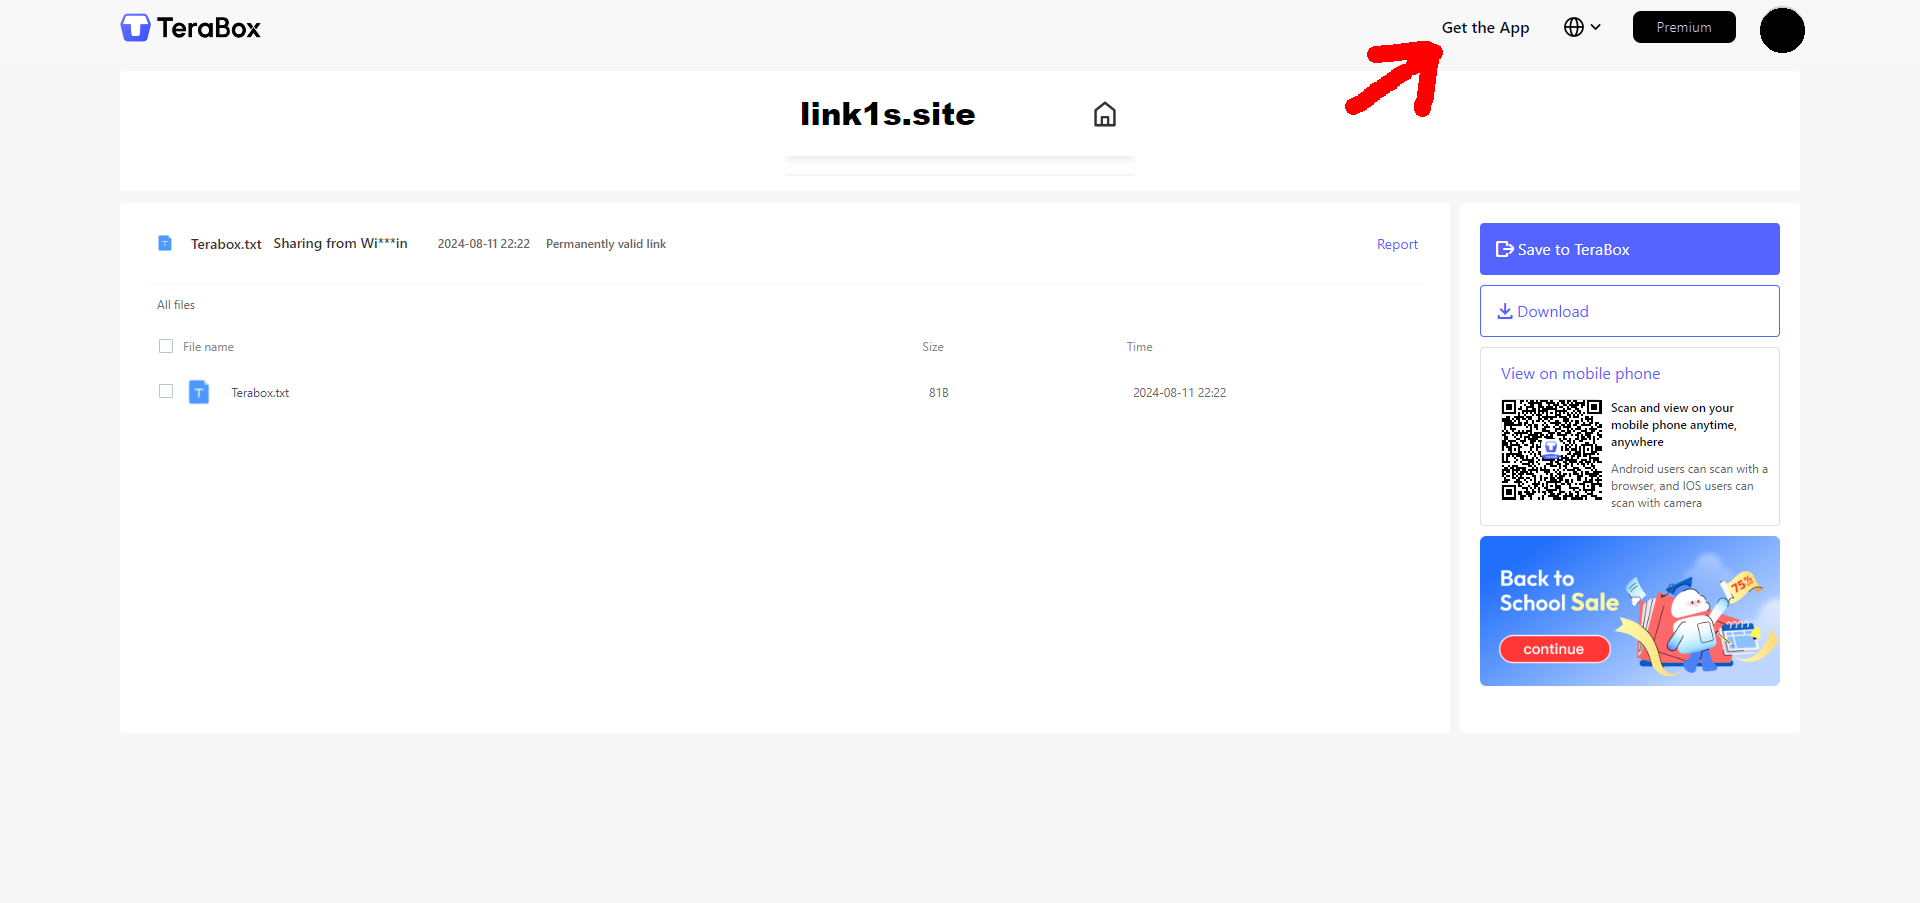 TeraBox
Get the App
Premium
link1s.site
Terabox.txt Sharing from Wi***in 2024-08-11 22:22 Permanently valid link Report
All files
File name Size Time
T Terabox.txt 81B 2024-08-11 22:22
Save to TeraBox
Download
View on mobile phone
Scan and view on your
mobile phone anytime,
anywhere
Android users can scan with a
browser, and IOS users can
scan with camera
Back to
School Sale
75%
continue